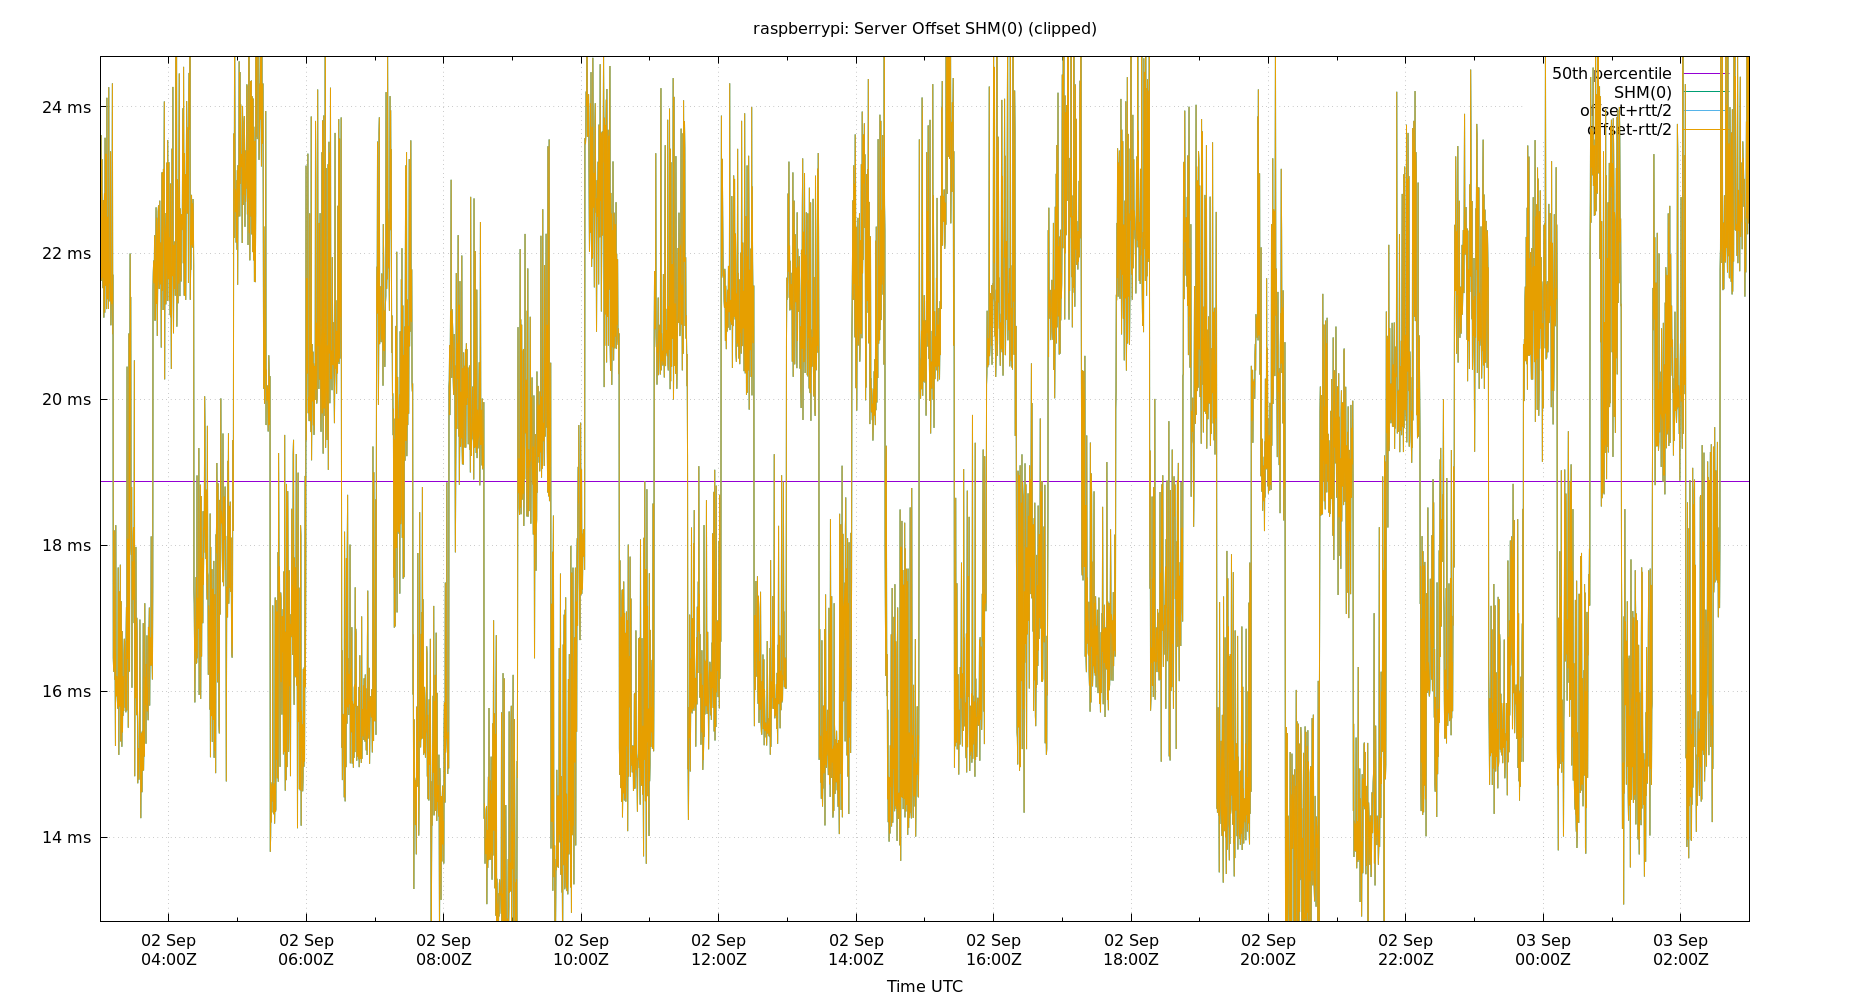 raspberrypi: Server Offset SHM(0) (clipped)
50th percentile
SHM(0)
offset+rtt/2
offset-rtt/2
24 ms
22 ms
20 ms
18 ms
16 ms
14 ms
02 Sep 02 Sep 02 Sep 02 Sep 02 Sep 02 Sep 02 Sep 02 Sep 02 Sep 02 Sep 03 Sep 03 Sep
04:00Z 06:00Z 08:00Z 10:00Z 12:00Z 14:00Z 16:00Z 18:00Z 20:00Z 22:00Z 00:00Z 02:00Z
Time UTC